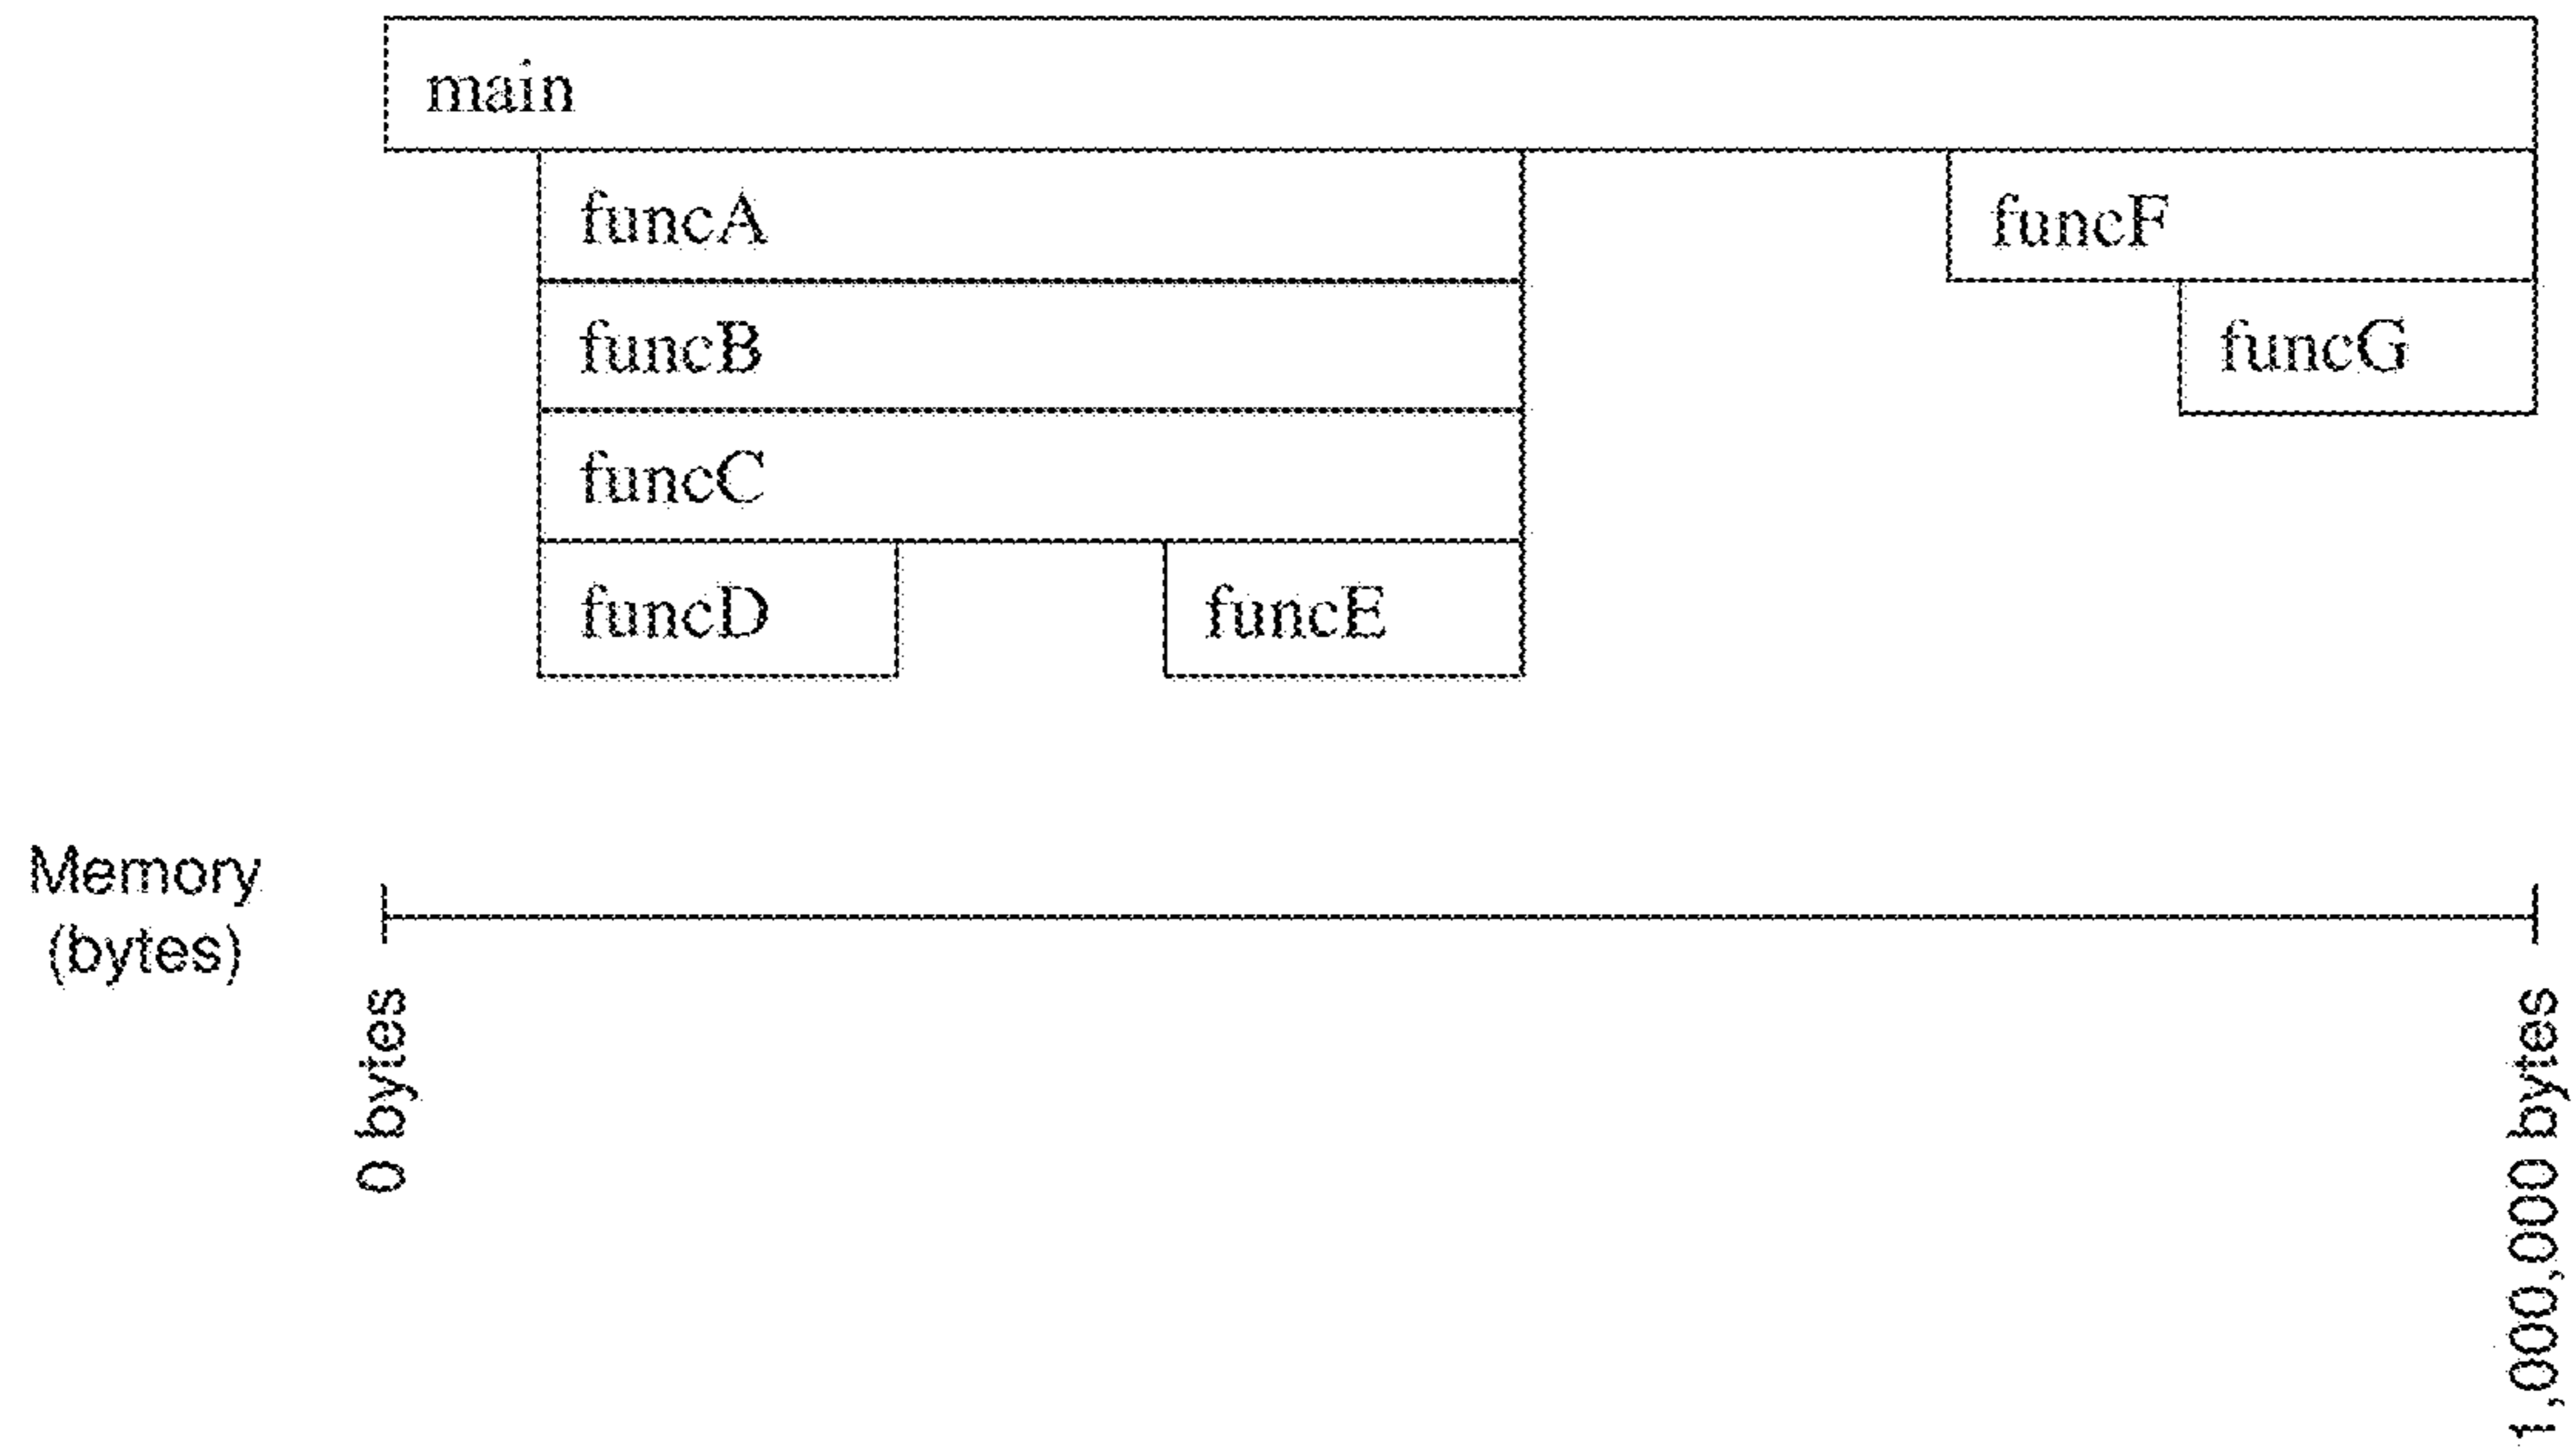 main
funcA
funcF
funcB
funcG
funcC
funcD
funcE
Memory
(bytes)
0 bytes
1,000,000 bytes